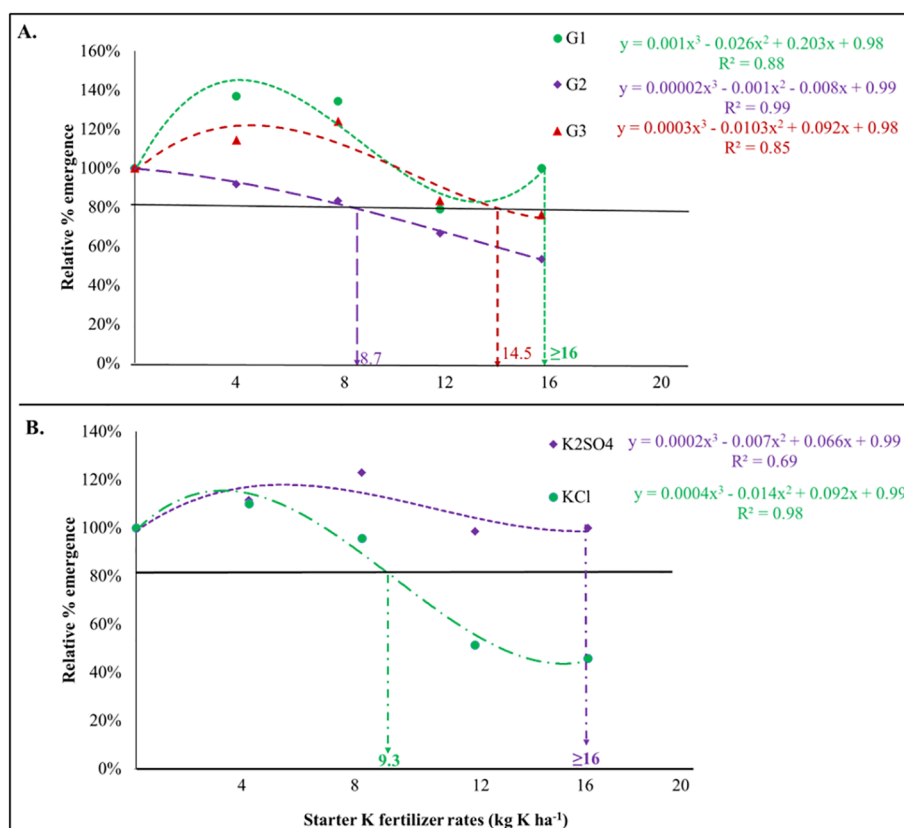 A.
160%
140%
120%
100%
80%
60%
40%
20%
0%
Relative % emergence
G1
y = 0.001x³ - 0.026x² + 0.203x + 0.98
R² = 0.88
G2
y = 0.00002x³ - 0.001x² - 0.008x + 0.99
R² = 0.99
G3
y = 0.0003x³ - 0.0103x² + 0.092x + 0.98
R² = 0.85
8.7
14.5
≥16
4 8 12 16 20
B.
140%
120%
100%
80%
60%
40%
20%
0%
Relative % emergence
K2SO4
y = 0.0002x³ - 0.007x² + 0.066x + 0.99
R² = 0.69
KCl
y = 0.0004x³ - 0.014x² + 0.092x + 0.99
R² = 0.98
9.3
≥16
4 8 12 16 20
Starter K fertilizer rates (kg K ha⁻¹)